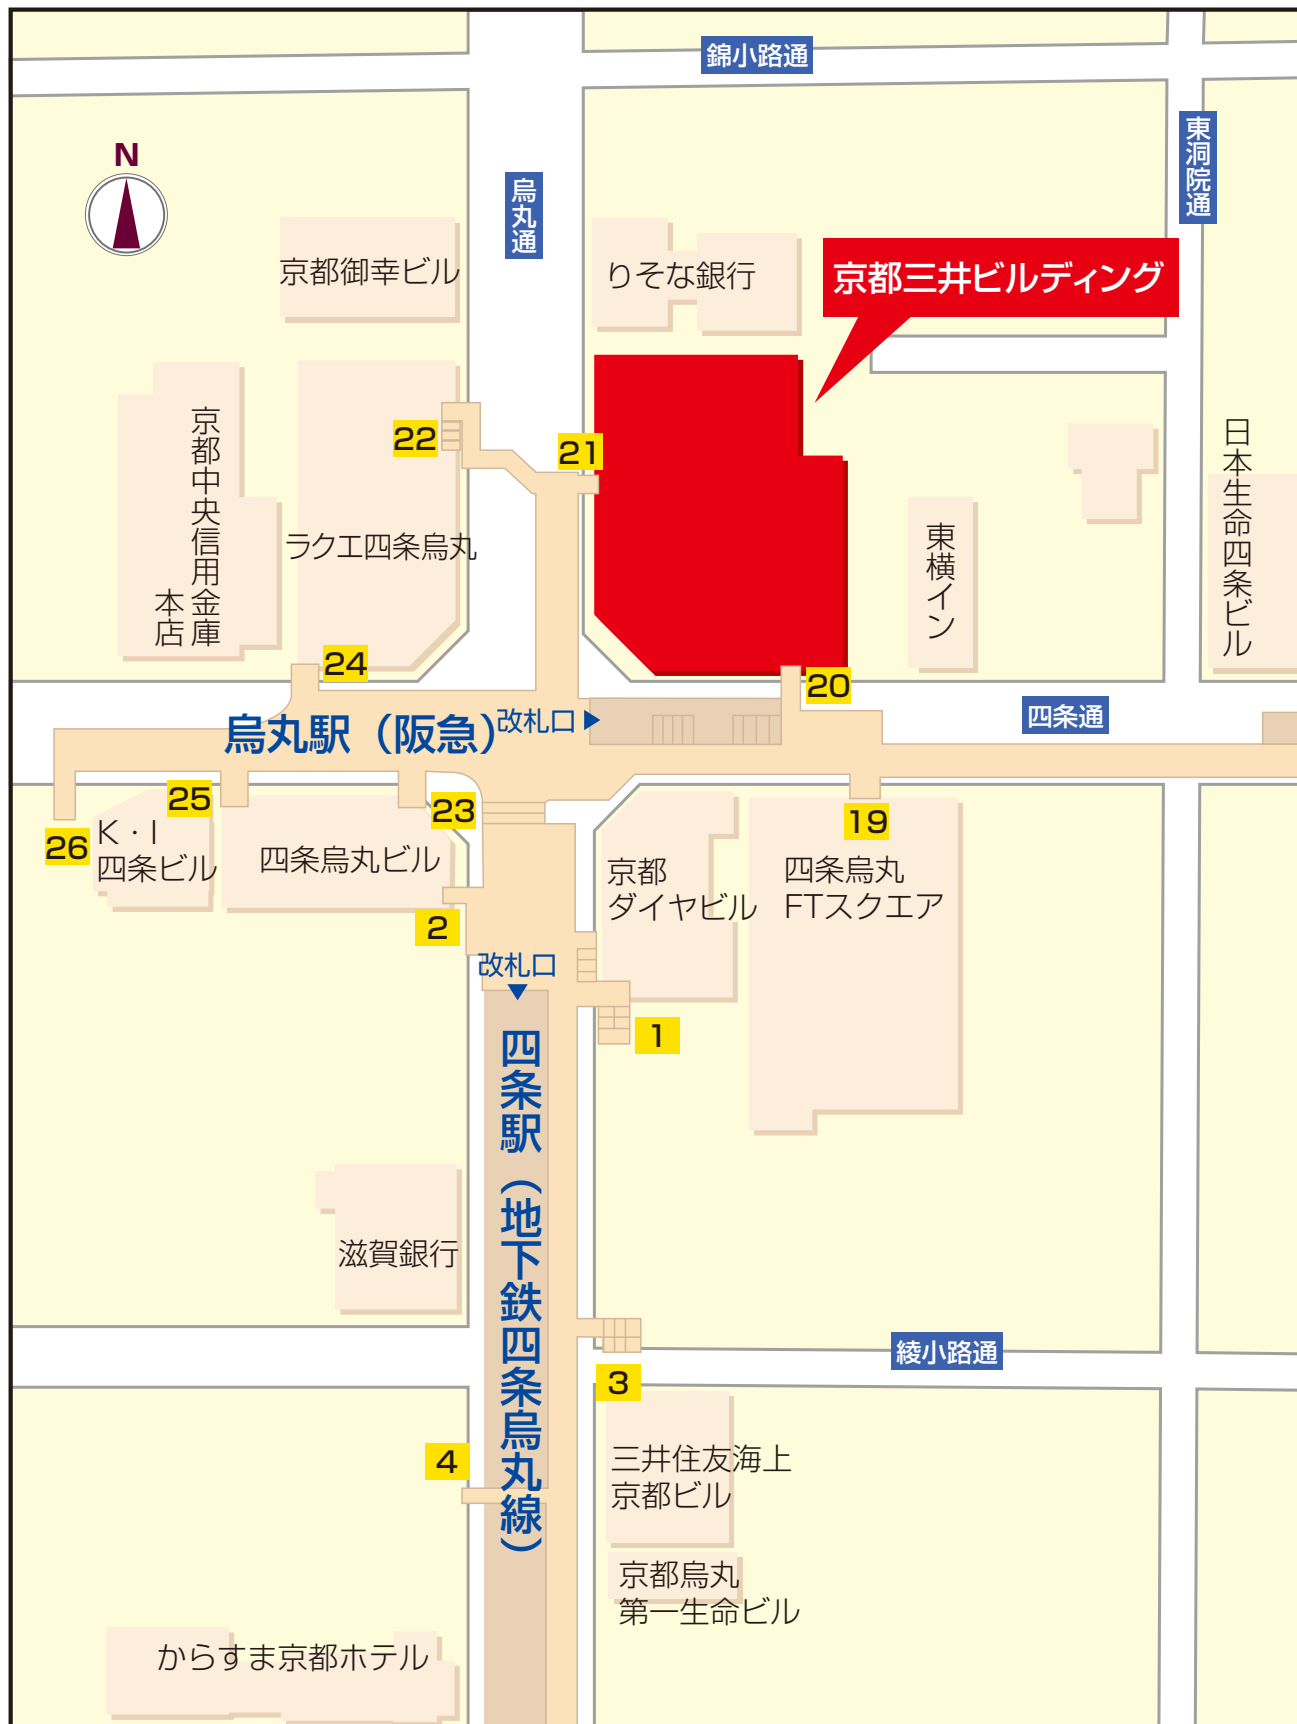 錦小路通
東洞院通
N
烏丸通
京都御幸ビル
りそな銀行
京都三井ビルディング
京都中央信用金庫
本店
ラクエ四条烏丸
22
21
東横イン
日本生命四条ビル
24
20
烏丸駅（阪急）
改札口
四条通
25
23
19
26
K・I
四条ビル
四条烏丸ビル
京都
ダイヤビル
四条烏丸
FTスクエア
2
改札口
1
四条駅（地下鉄四条烏丸線）
滋賀銀行
綾小路通
3
4
三井住友海上
京都ビル
京都烏丸
第一生命ビル
からすま京都ホテル